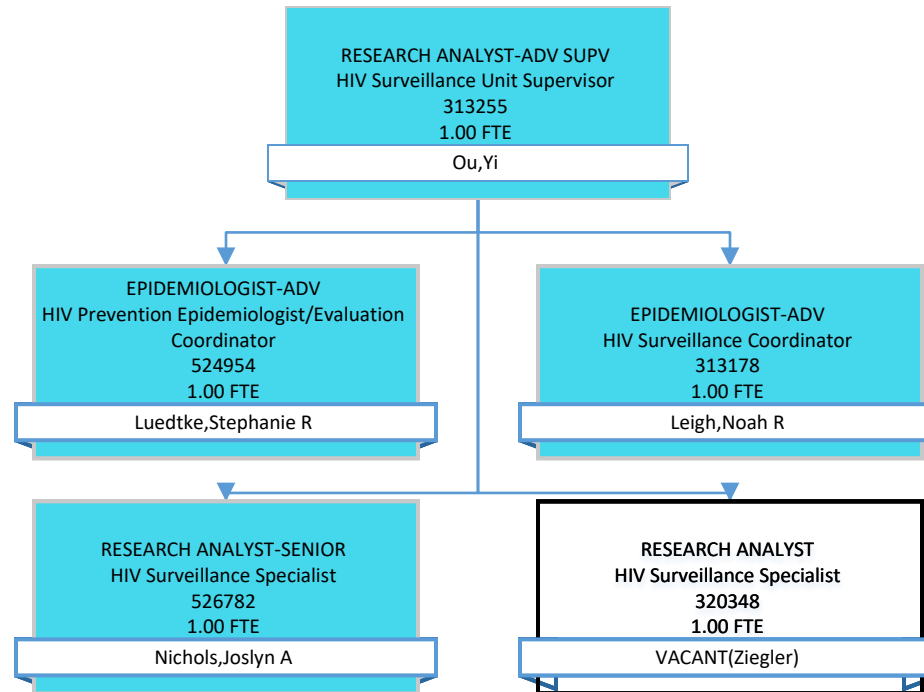 RESEARCH ANALYST-ADV SUPV
HIV Surveillance Unit Supervisor
313255
1.00 FTE
Ou,Yi
EPIDEMIOLOGIST-ADV
HIV Prevention Epidemiologist/Evaluation
Coordinator
524954
1.00 FTE
Luedtke,Stephanie R
EPIDEMIOLOGIST-ADV
HIV Surveillance Coordinator
313178
1.00 FTE
Leigh,Noah R
RESEARCH ANALYST-SENIOR
HIV Surveillance Specialist
526782
1.00 FTE
Nichols,Joslyn A
RESEARCH ANALYST
HIV Surveillance Specialist
320348
1.00 FTE
VACANT(Ziegler)